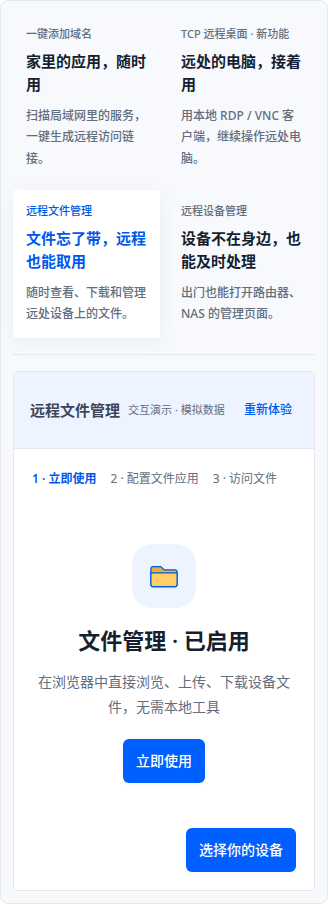 一键添加域名
家里的应用，随时
用
扫描局域网里的服务，
一键生成远程访问链
接。
TCP 远程桌面 · 新功能
远处的电脑，接着
用
用本地 RDP / VNC 客
户端，继续操作远处电
脑。
远程文件管理
文件忘了带，远程
也能取用
随时查看、下载和管理
远处设备上的文件。
远程设备管理
设备不在身边，也
能及时处理
出门也能打开路由器、
NAS 的管理页面。
远程文件管理 交互演示 · 模拟数据 重新体验
1 · 立即使用 2 · 配置文件应用 3 · 访问文件
文件管理 · 已启用
在浏览器中直接浏览、上传、下载设备文
件，无需本地工具
立即使用
选择你的设备